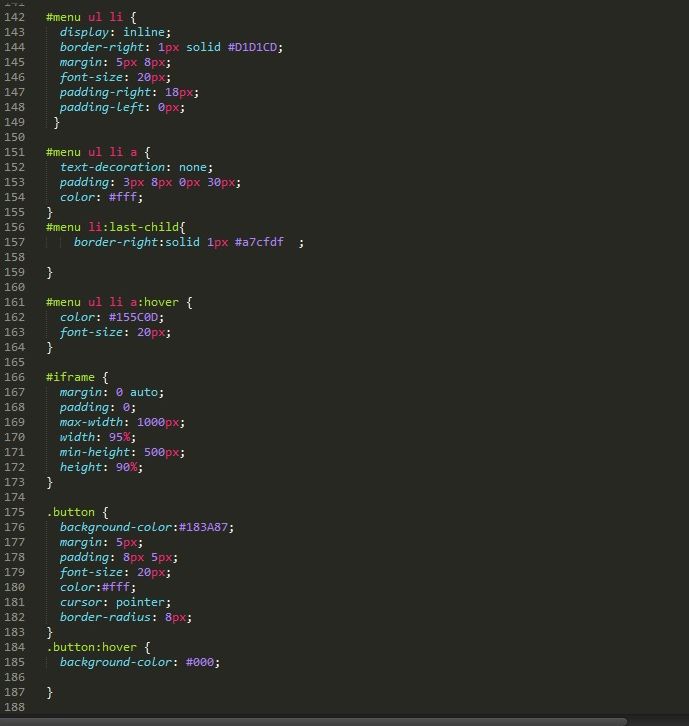 142 #menu ul li {
143 display: inline;
144 border-right: 1px solid #D1D1CD;
145 margin: 5px 8px;
146 font-size: 20px;
147 padding-right: 18px;
148 padding-left: 0px;
149 }
150
151 #menu ul li a {
152 text-decoration: none;
153 padding: 3px 8px 0px 30px;
154 color: #fff;
155 }
156 #menu li:last-child{
157 border-right:solid 1px #a7cfdf  ;
158
159 }
160
161 #menu ul li a:hover {
162 color: #155C0D;
163 font-size: 20px;
164 }
165
166 #iframe {
167 margin: 0 auto;
168 padding: 0;
169 max-width: 1000px;
170 width: 95%;
171 min-height: 500px;
172 height: 90%;
173 }
174
175 .button {
176 background-color:#183A87;
177 margin: 5px;
178 padding: 8px 5px;
179 font-size: 20px;
180 color:#fff;
181 cursor: pointer;
182 border-radius: 8px;
183 }
184 .button:hover {
185 background-color: #000;
186
187 }
188